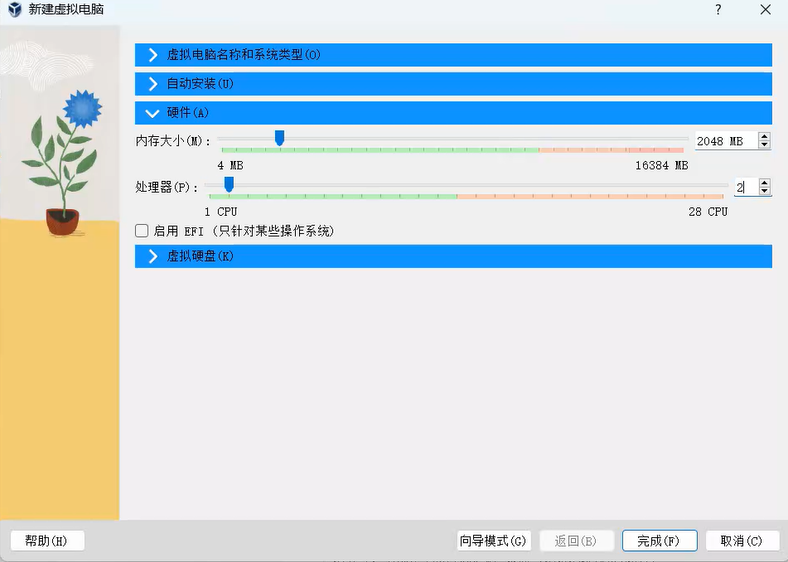 新建虚拟电脑
?
虚拟电脑名称和系统类型(O)
自动安装(U)
硬件(A)
内存大小(M): 2048 MB
4 MB 16384 MB
处理器(P): 2
1 CPU 28 CPU
启用 EFI (只针对某些操作系统)
虚拟硬盘(K)
帮助(H) 向导模式(G) 返回(B) 完成(F) 取消(C)